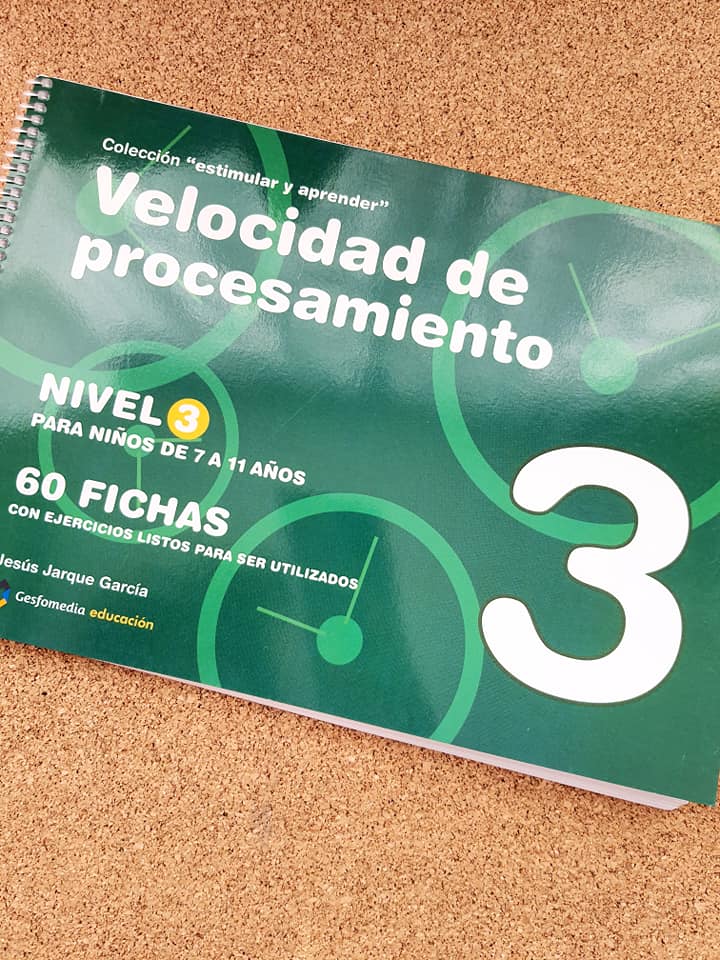 Colección “estimular y aprender”
Velocidad de
procesamiento
NIVEL 3
PARA NIÑOS DE 7 A 11 AÑOS
60 FICHAS
CON EJERCICIOS LISTOS PARA SER UTILIZADOS
Jesús Jarque García
Gesfomedia educación
3